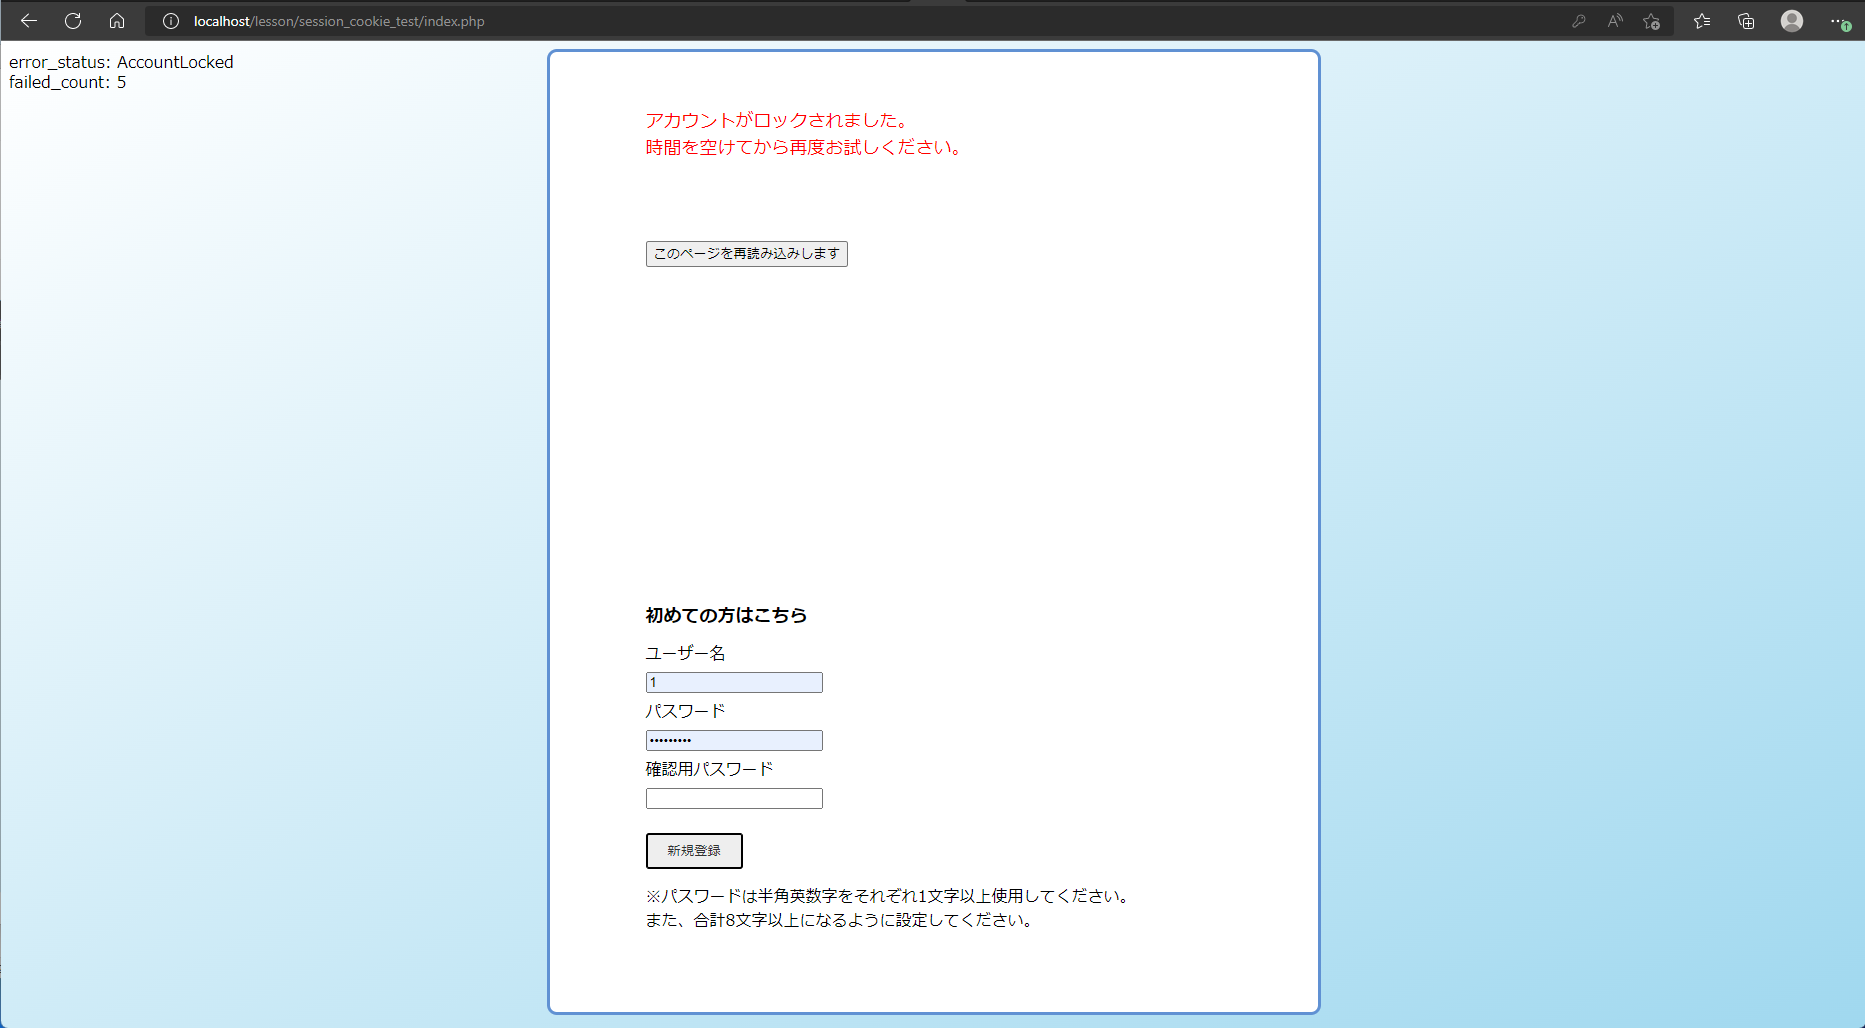 localhost/lesson/session_cookie_test/index.php
error_status: AccountLocked
failed_count: 5
アカウントがロックされました。
時間を空けてから再度お試しください。
このページを再読み込みします
初めての方はこちら
ユーザー名
1
パスワード
•••••••••
確認用パスワード
新規登録
※パスワードは半角英数字をそれぞれ1文字以上使用してください。
また、合計8文字以上になるように設定してください。